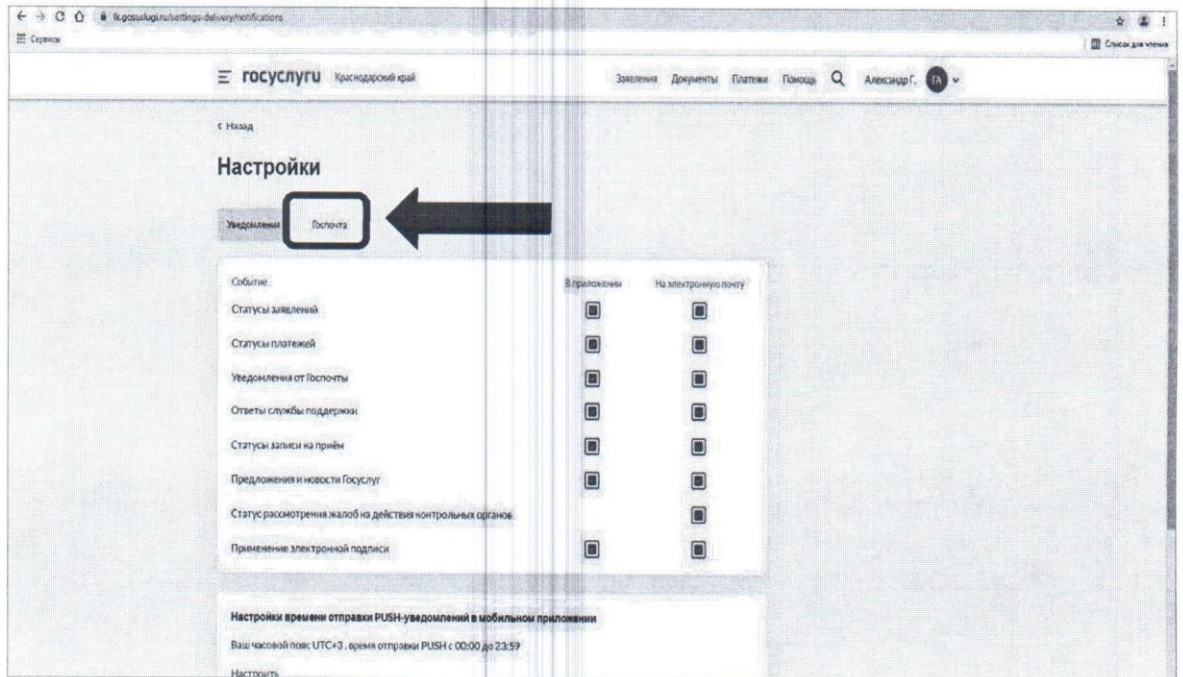 lk.gosuslugi.ru/settings-delivery/notifications
Сервисы
Список для чтения
госуслуги Краснодарский край Заявления Документы Платежи Помощь Александр Г. ГА
< Назад
Настройки
Уведомления Госпочта
Событие В приложении На электронную почту
Статусы заявлений
Статусы платежей
Уведомления от Госпочты
Ответы службы поддержки
Статусы записи на приём
Предложения и новости Госуслуг
Статус рассмотрения жалоб на действия контрольных органов
Применение электронной подписи
Настройки времени отправки PUSH-уведомлений в мобильном приложении
Ваш часовой пояс UTC+3 , время отправки PUSH с 00:00 до 23:59
Настроить